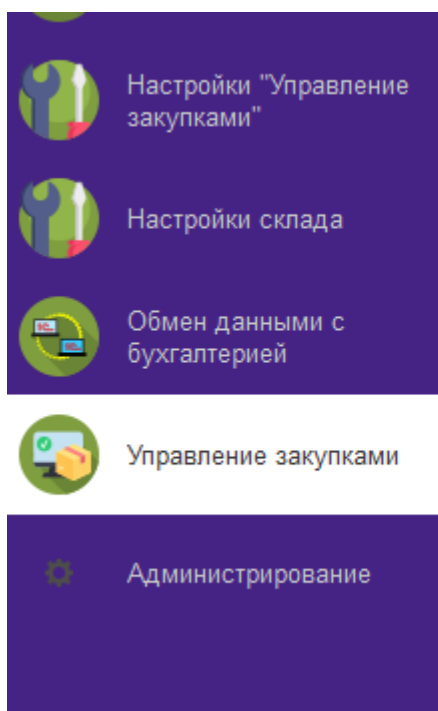 Настройки "Управление
закупками"
Настройки склада
Обмен данными с
бухгалтерией
Управление закупками
Администрирование